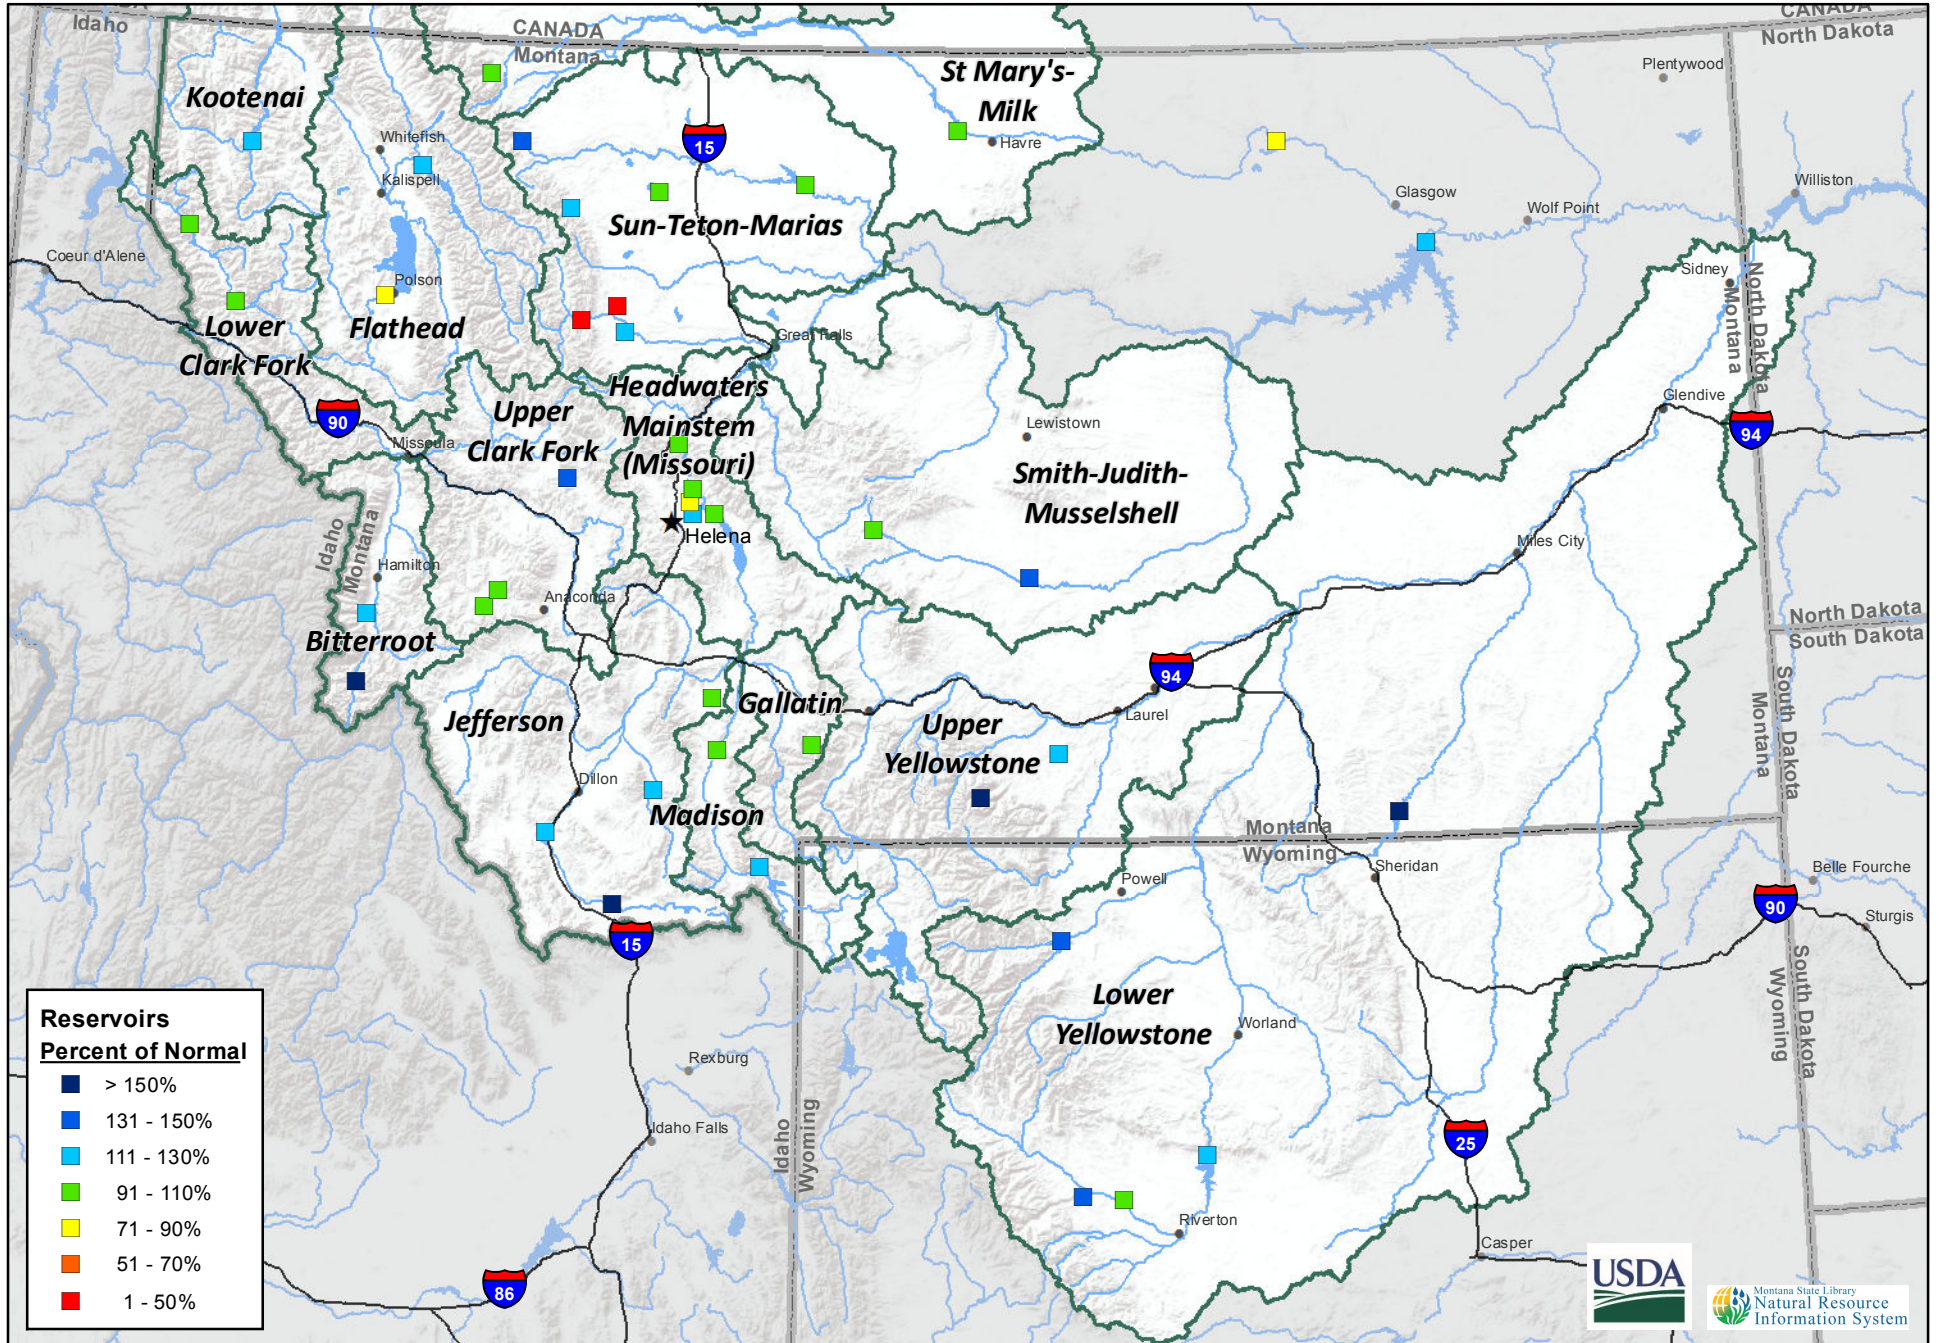 CANADA
Idaho
CANADA
Montana
CANADA
North Dakota
Plentywood
St Mary's-
Milk
Kootenai
Whitefish
15
Havre
Kalispell
Glasgow
Williston
Wolf Point
Sun-Teton-Marias
Coeur d'Alene
Polson
Sidney
North Dakota
Montana
Lower
Clark Fork
Flathead
Great Falls
Headwaters
Mainstem
(Missouri)
Upper
Clark Fork
90
Missoula
Lewistown
Glendive
94
Smith-Judith-
Musselshell
Idaho
Montana
Helena
Miles City
Hamilton
Anaconda
Bitterroot
North Dakota
South Dakota
94
Jefferson
Gallatin
Laurel
Upper
Yellowstone
South Dakota
Montana
Dillon
Madison
Montana
Wyoming
Sheridan
Powell
Belle Fourche
90
Sturgis
15
South Dakota
Wyoming
Lower
Yellowstone
Worland
Rexburg
Idaho Falls
Idaho
Wyoming
25
Riverton
Casper
86
Reservoirs
Percent of Normal
> 150%
131 - 150%
111 - 130%
91 - 110%
71 - 90%
51 - 70%
1 - 50%
USDA
Montana State Library
Natural Resource
Information System